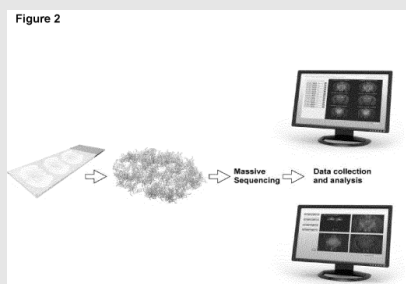 Figure 2
Massive
Sequencing
Data collection
and analysis